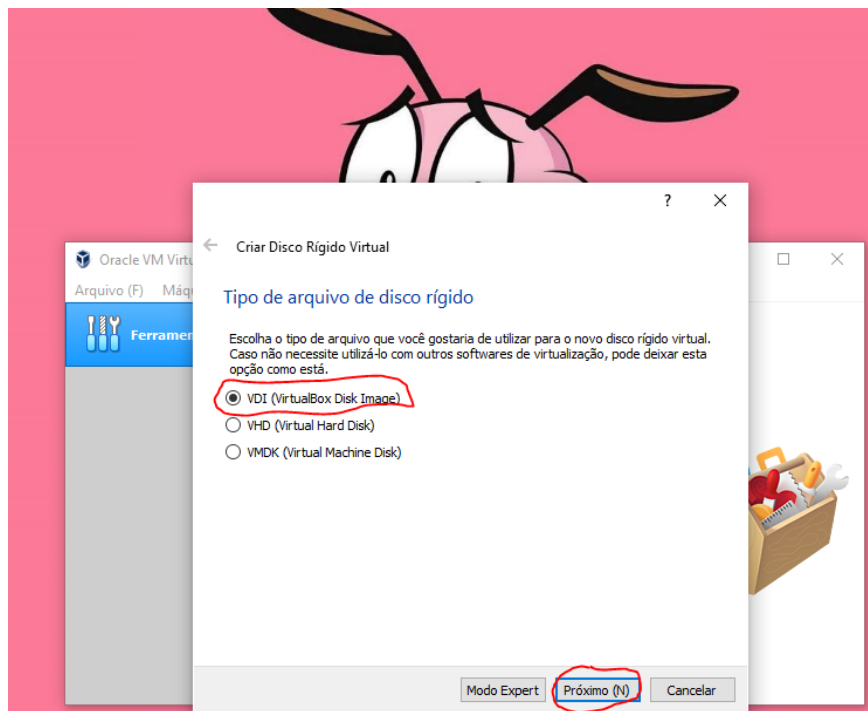 ?
Criar Disco Rígido Virtual
Oracle VM
Arquivo (F)
Tipo de arquivo de disco rígido
Escolha o tipo de arquivo que você gostaria de utilizar para o novo disco rígido virtual.
Caso não necessite utilizá-lo com outros softwares de virtualização, pode deixar esta
opção como está.
VDI (VirtualBox Disk Image)
VHD (Virtual Hard Disk)
VMDK (Virtual Machine Disk)
Modo Expert Próximo (N) Cancelar